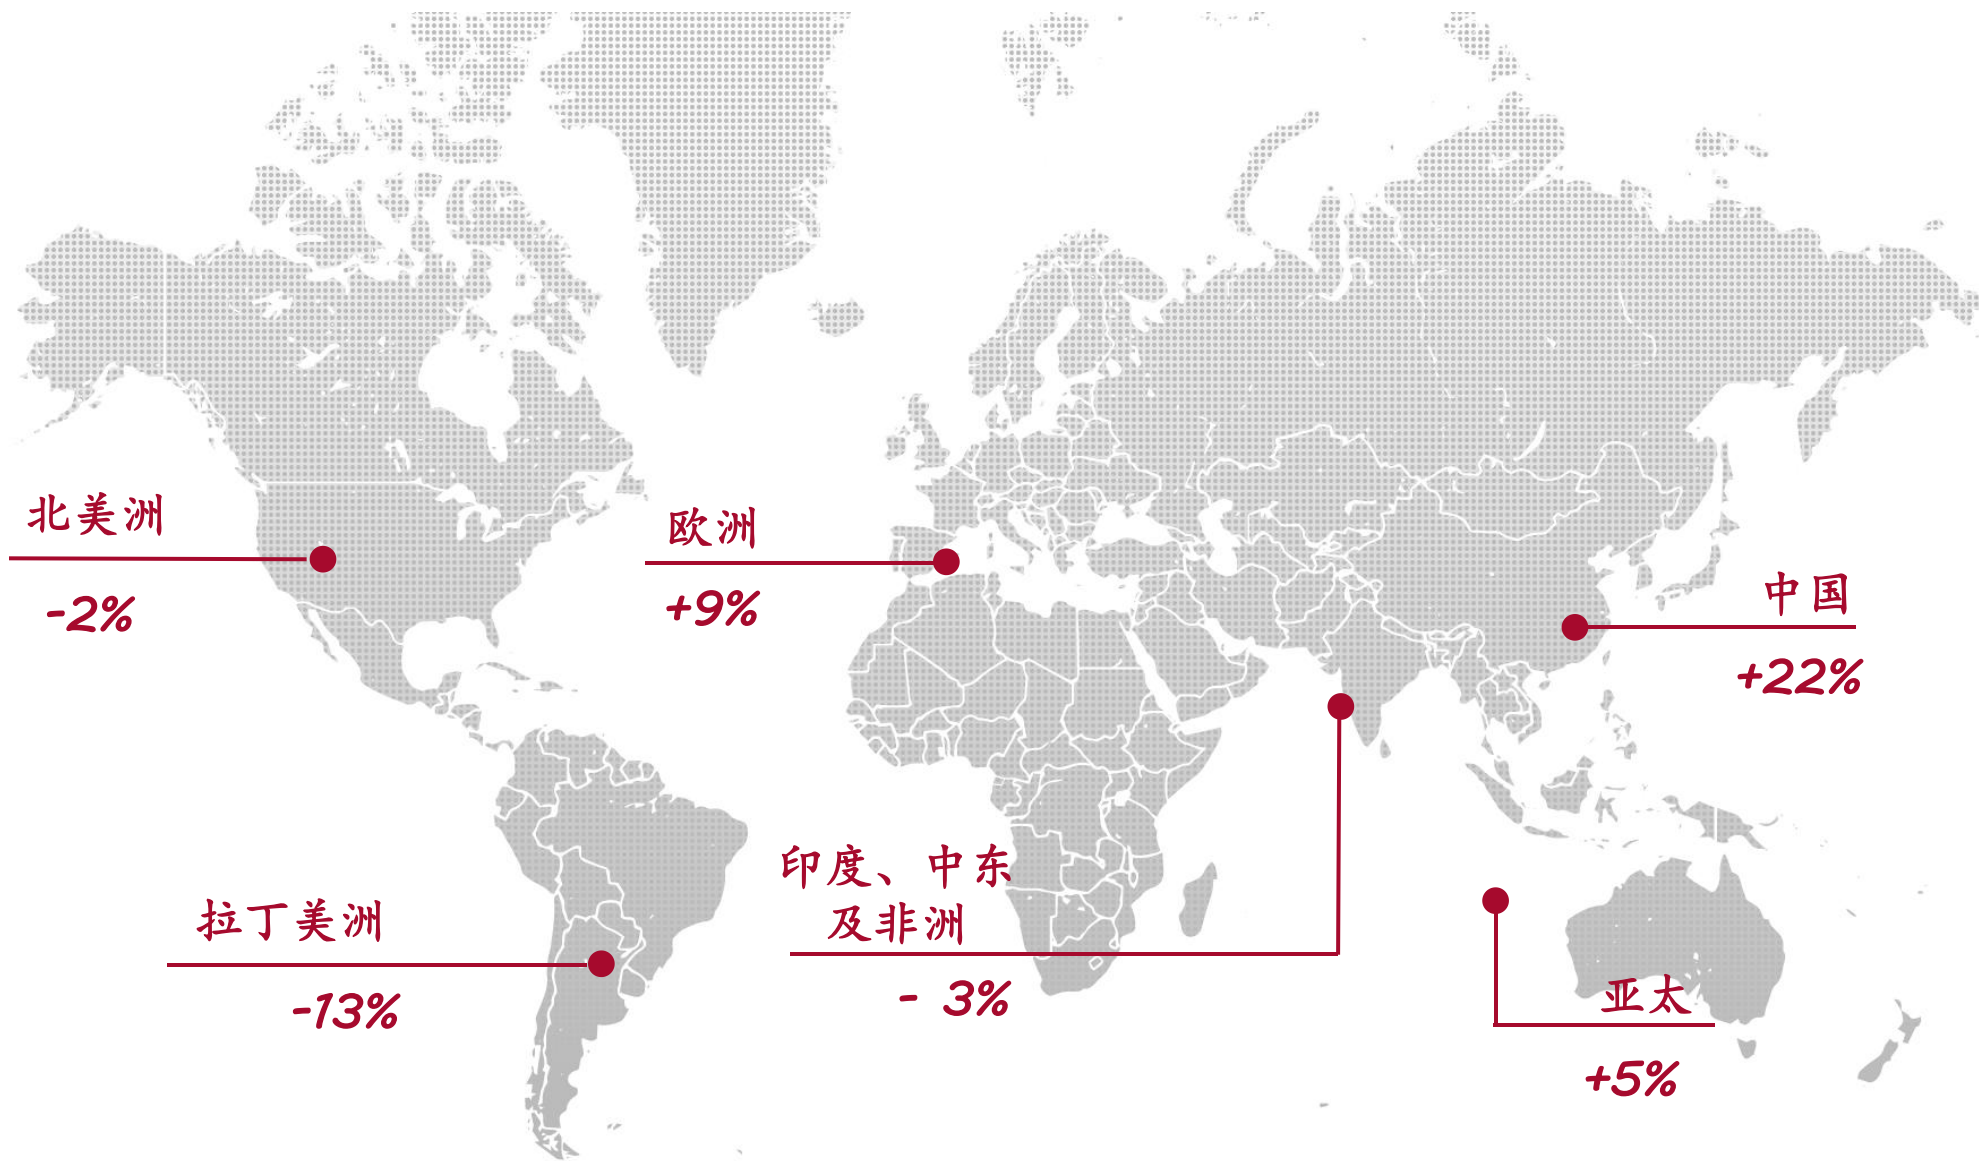 北美洲
-2%
欧洲
+9%
中国
+22%
印度、中东
及非洲
- 3%
拉丁美洲
-13%
亚太
+5%